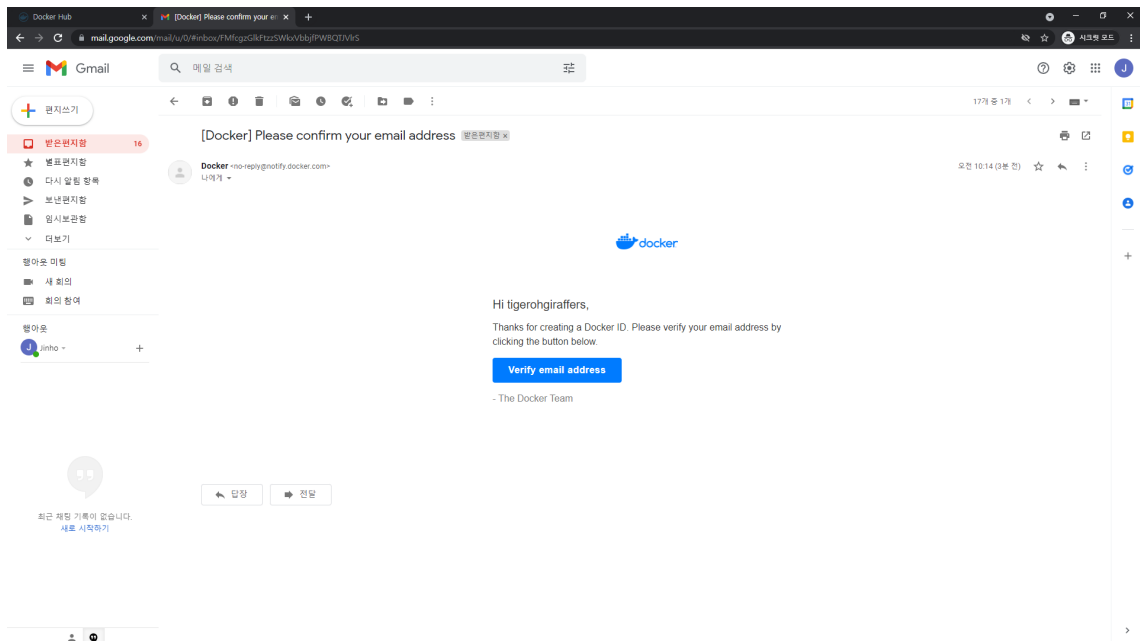 Docker Hub
[Docker] Please confirm your em
mail.google.com/mail/u/0/#inbox/FMfcgzGlkFtzzSWkxVbbjfPWBQTJVlrS
시크릿 모드
Gmail
메일 검색
J
편지쓰기
17개 중 1개
받은편지함 16
별표편지함
다시 알림 항목
보낸편지함
임시보관함
더보기
행아웃 미팅
새 회의
회의 참여
행아웃
J Jinho
최근 채팅 기록이 없습니다.
새로 시작하기
[Docker] Please confirm your email address 받은편지함 x
Docker <no-reply@notify.docker.com>
오전 10:14 (3분 전)
나에게
docker
Hi tigerohgiraffers,
Thanks for creating a Docker ID. Please verify your email address by
clicking the button below.
Verify email address
- The Docker Team
답장
전달